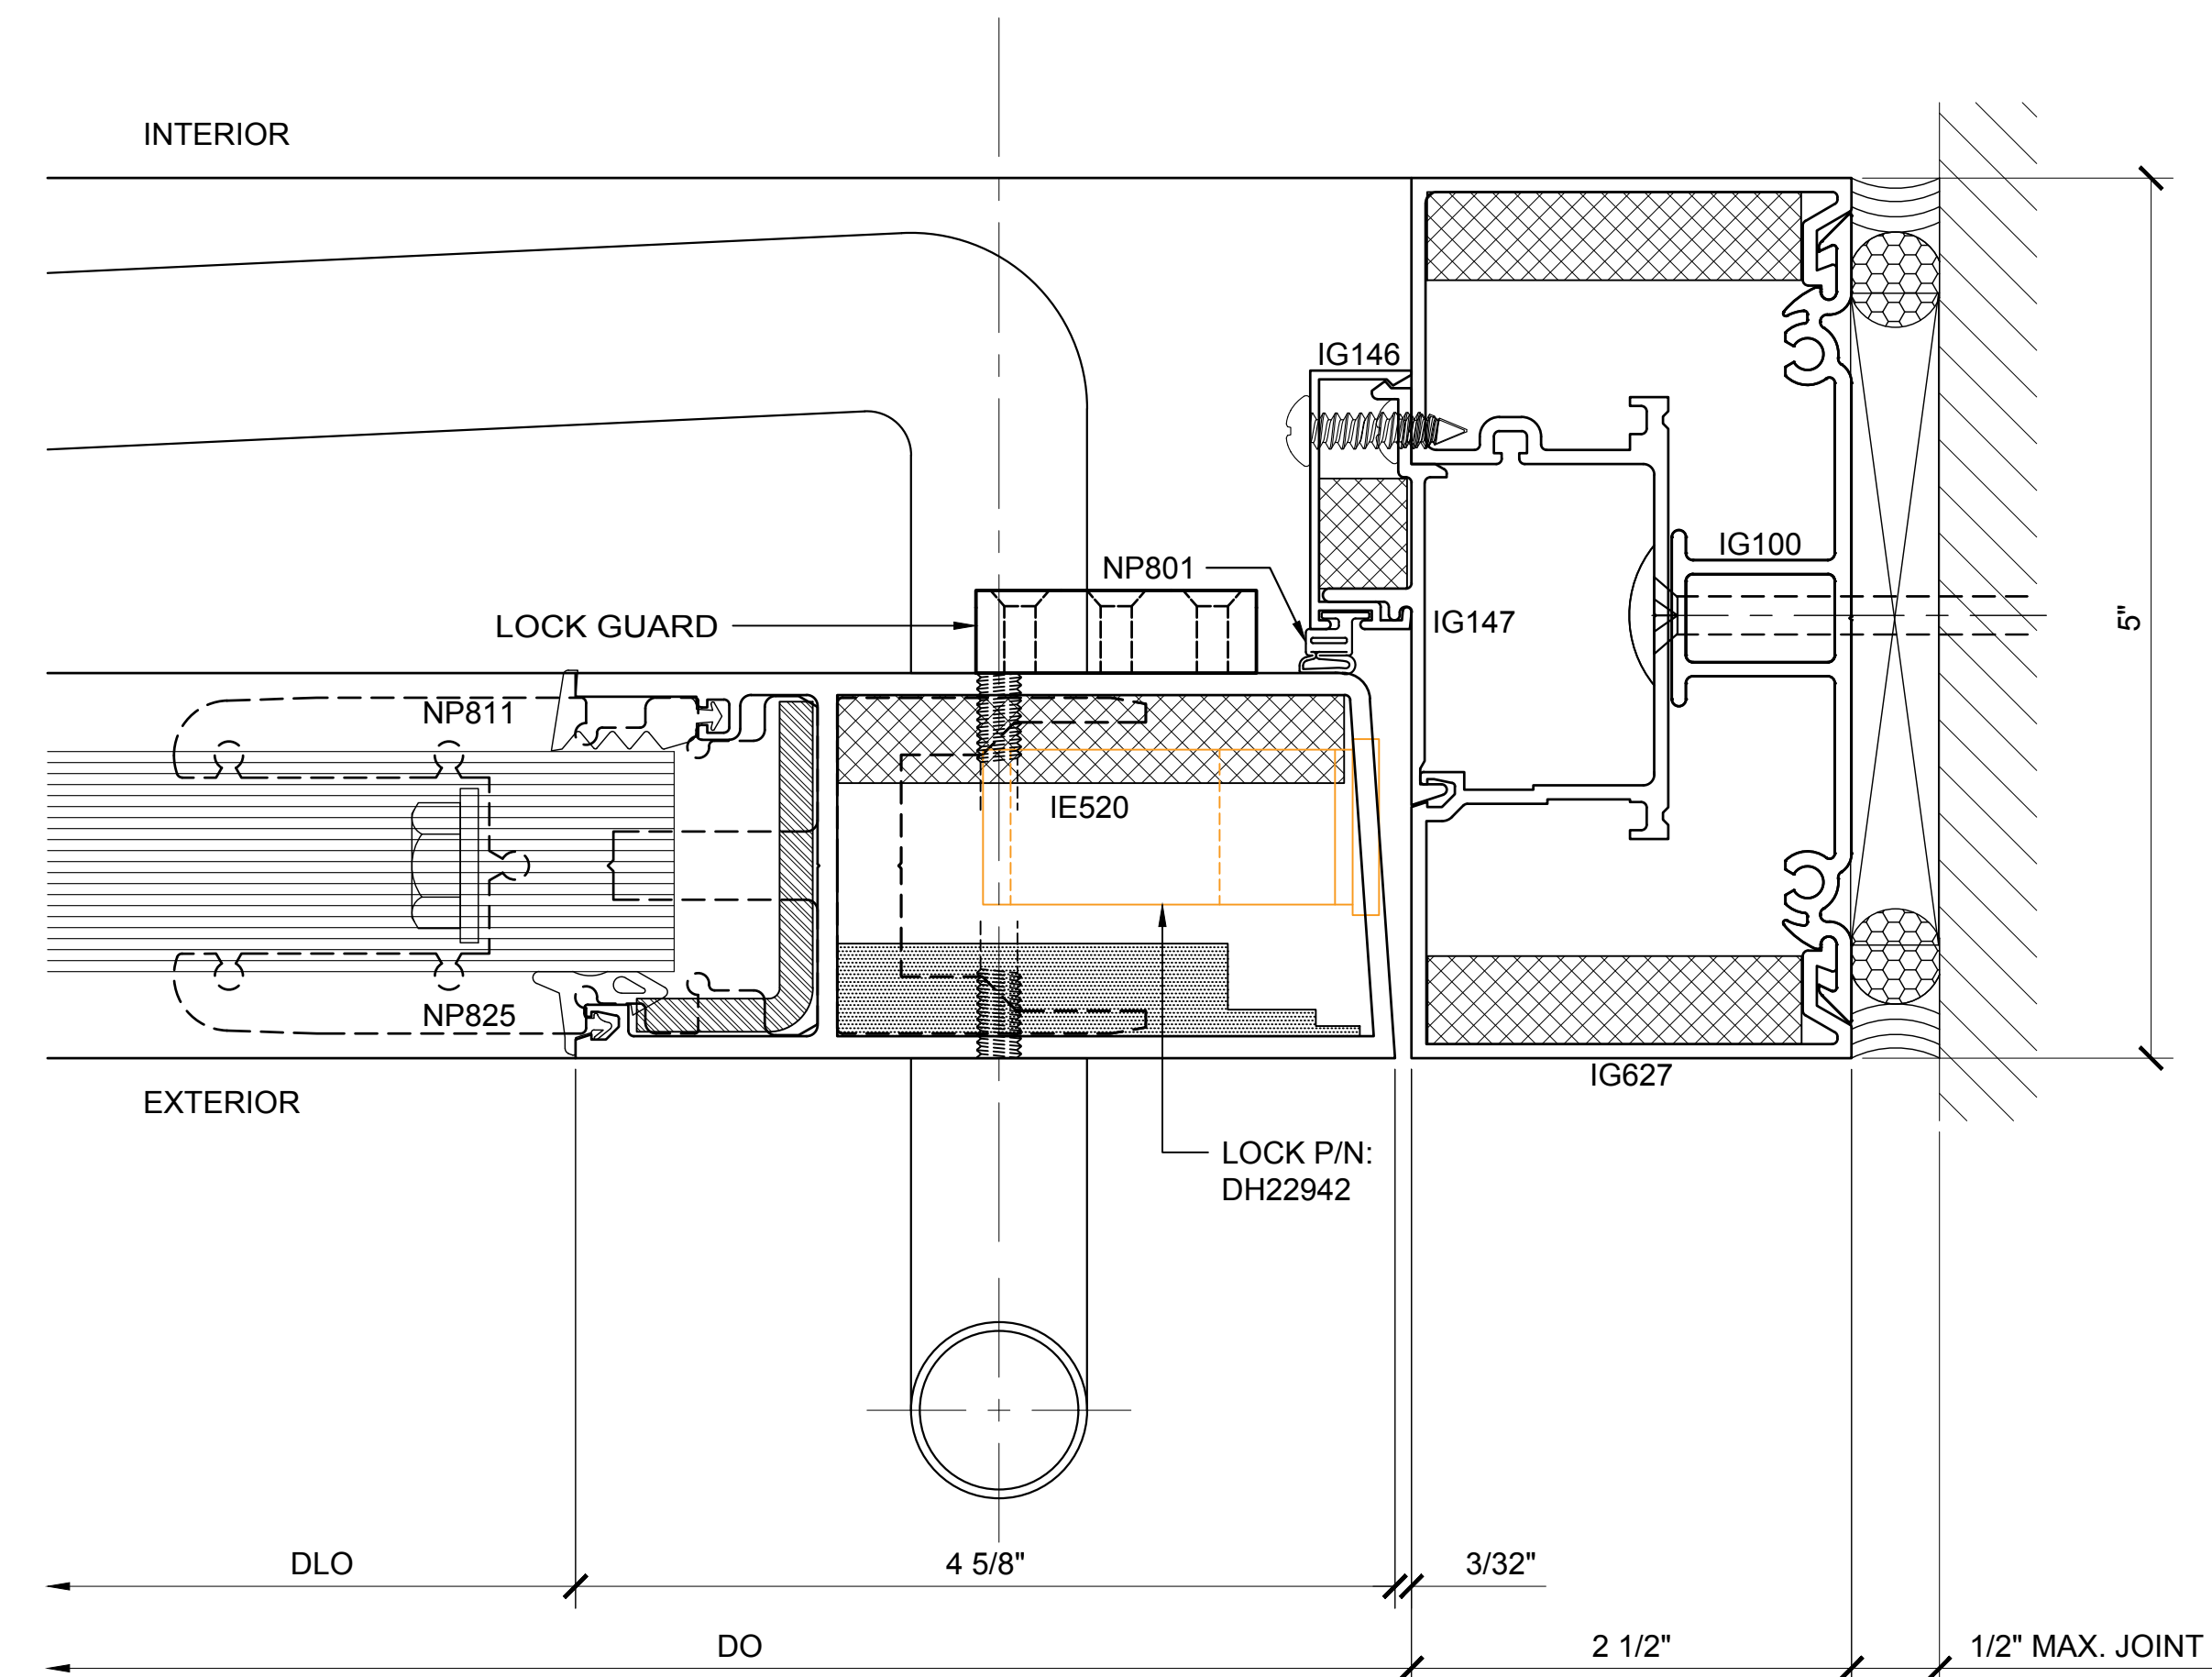 INTERIOR
IG146
IG100
NP801
LOCK GUARD
IG147
5"
NP811
IE520
NP825
IG627
EXTERIOR
LOCK P/N:
DH22942
DLO
4 5/8"
3/32"
DO
2 1/2"
1/2" MAX. JOINT